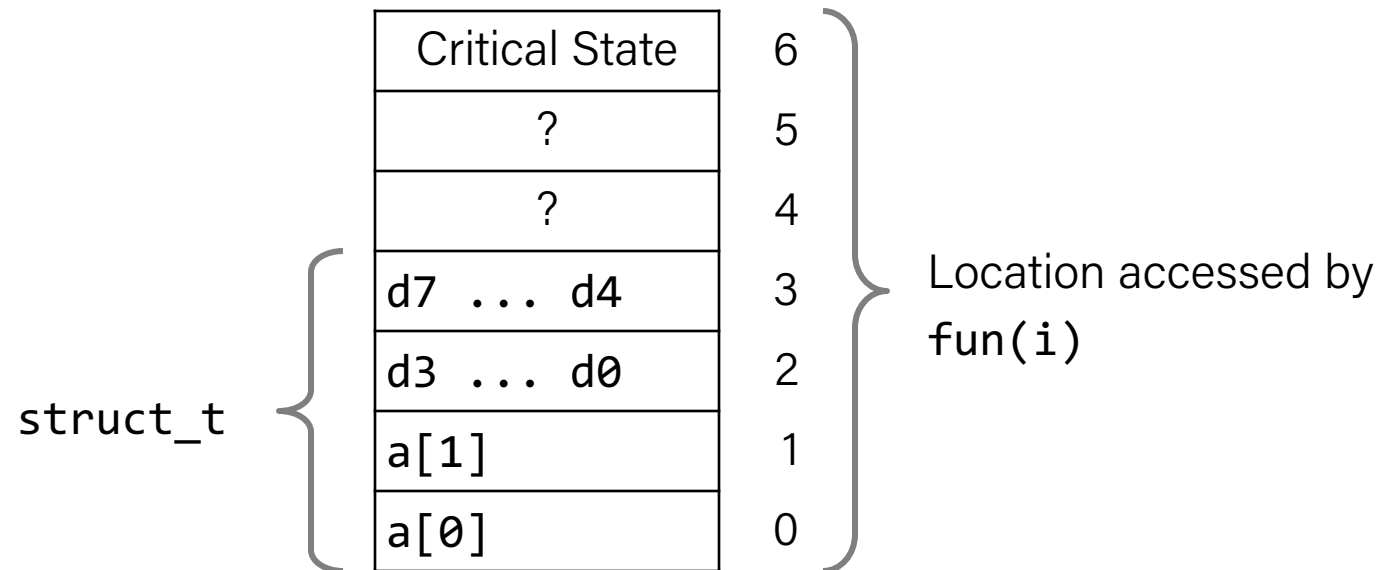 Critical State 6
? 5
? 4
d7 ... d4 3
d3 ... d0 2
a[1] 1
a[0] 0
struct_t
Location accessed by
fun(i)